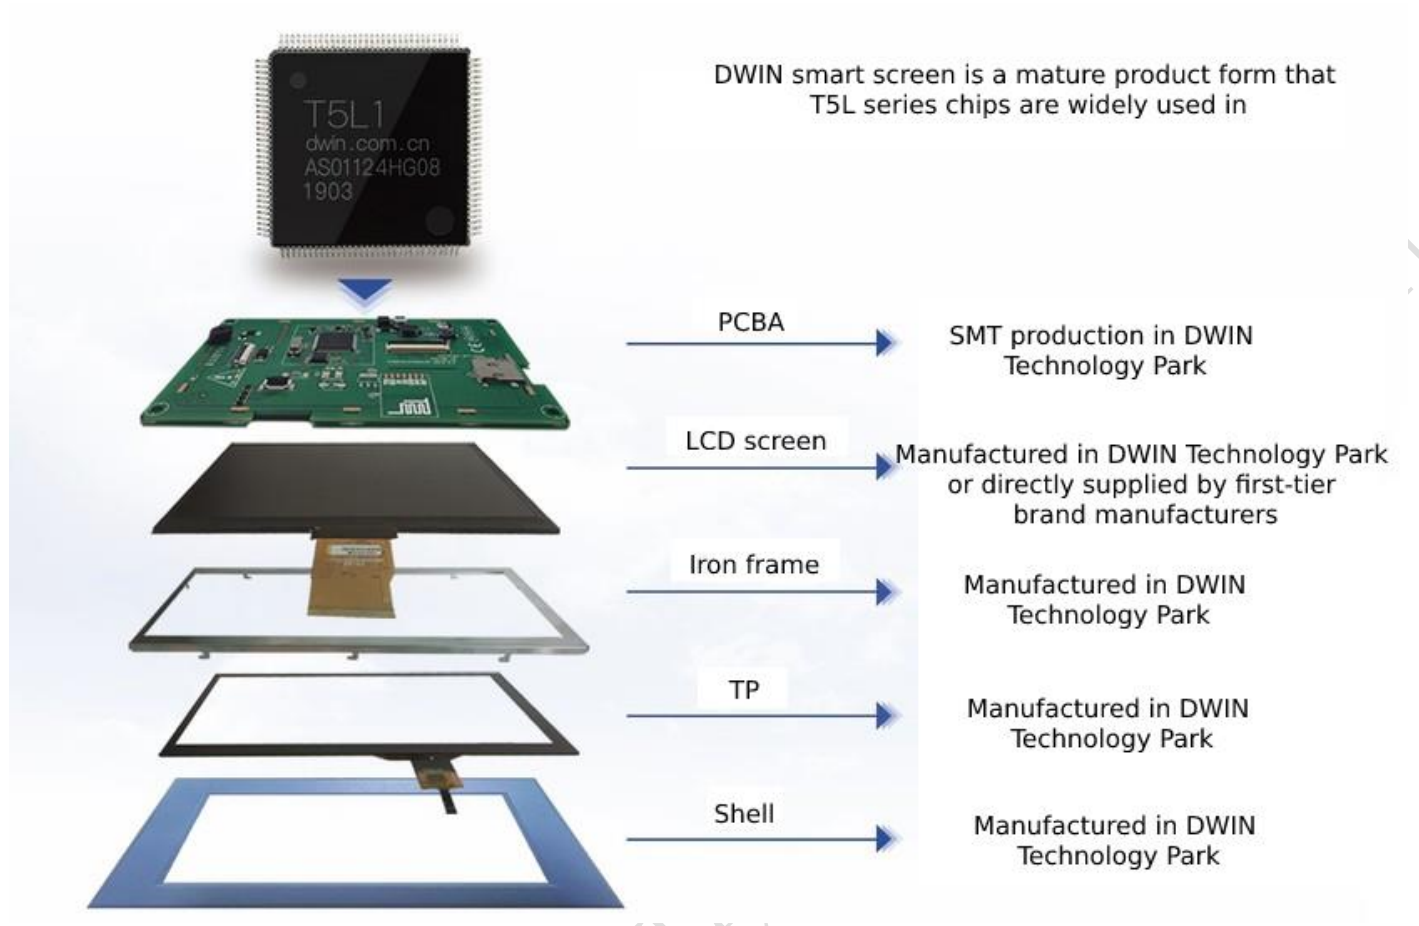 T5L1
dwin.com.cn
AS01124HG08
1903
DWIN smart screen is a mature product form that
T5L series chips are widely used in
PCBA
SMT production in DWIN
Technology Park
LCD screen
Manufactured in DWIN Technology Park
or directly supplied by first-tier
brand manufacturers
Iron frame
Manufactured in DWIN
Technology Park
TP
Manufactured in DWIN
Technology Park
Shell
Manufactured in DWIN
Technology Park